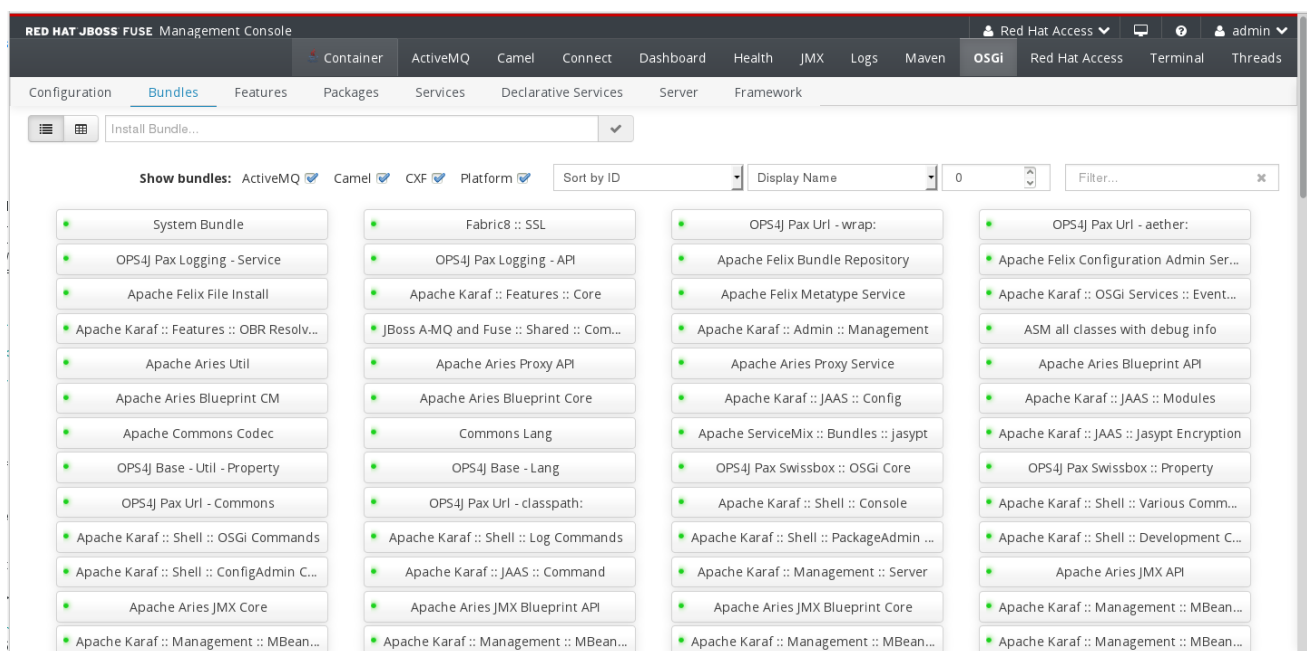 RED HAT JBOSS FUSE Management Console Red Hat Access admin
Container ActiveMQ Camel Connect Dashboard Health JMX Logs Maven OSGi Red Hat Access Terminal Threads
Configuration Bundles Features Packages Services Declarative Services Server Framework
Install Bundle...
Show bundles: ActiveMQ Camel CXF Platform Sort by ID Display Name 0 Filter...
System Bundle Fabric8 :: SSL OPS4J Pax Url - wrap: OPS4J Pax Url - aether:
OPS4J Pax Logging - Service OPS4J Pax Logging - API Apache Felix Bundle Repository Apache Felix Configuration Admin Ser...
Apache Felix File Install Apache Karaf :: Features :: Core Apache Felix Metatype Service Apache Karaf :: OSGi Services :: Event...
Apache Karaf :: Features :: OBR Resolv... JBoss A-MQ and Fuse :: Shared :: Com... Apache Karaf :: Admin :: Management ASM all classes with debug info
Apache Aries Util Apache Aries Proxy API Apache Aries Proxy Service Apache Aries Blueprint API
Apache Aries Blueprint CM Apache Aries Blueprint Core Apache Karaf :: JAAS :: Config Apache Karaf :: JAAS :: Modules
Apache Commons Codec Commons Lang Apache ServiceMix :: Bundles :: jasypt Apache Karaf :: JAAS :: Jasypt Encryption
OPS4J Base - Util - Property OPS4J Base - Lang OPS4J Pax Swissbox :: OSGi Core OPS4J Pax Swissbox :: Property
OPS4J Pax Url - Commons OPS4J Pax Url - classpath: Apache Karaf :: Shell :: Console Apache Karaf :: Shell :: Various Comm...
Apache Karaf :: Shell :: OSGi Commands Apache Karaf :: Shell :: Log Commands Apache Karaf :: Shell :: PackageAdmin ... Apache Karaf :: Shell :: Development C...
Apache Karaf :: Shell :: ConfigAdmin C... Apache Karaf :: JAAS :: Command Apache Karaf :: Management :: Server Apache Aries JMX API
Apache Aries JMX Core Apache Aries JMX Blueprint API Apache Aries JMX Blueprint Core Apache Karaf :: Management :: MBean...
Apache Karaf :: Management :: MBean... Apache Karaf :: Management :: MBean... Apache Karaf :: Management :: MBean... Apache Karaf :: Management :: MBean...